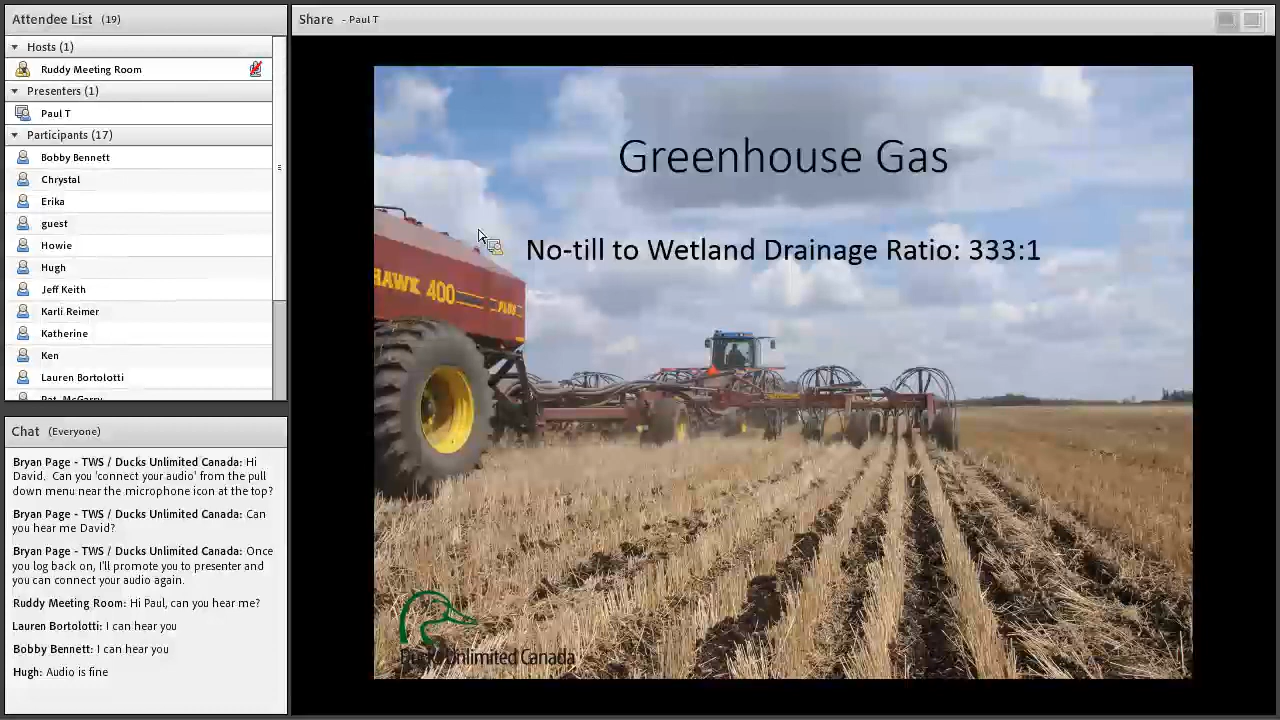 Attendee List (19)
Hosts (1)
Ruddy Meeting Room
Presenters (1)
Paul T
Participants (17)
Bobby Bennett
Chrystal
Erika
guest
Howie
Hugh
Jeff Keith
Karli Reimer
Katherine
Ken
Lauren Bortolotti
Pat McGarry
Chat (Everyone)
Bryan Page - TWS / Ducks Unlimited Canada: Hi
David. Can you 'connect your audio' from the pull
down menu near the microphone icon at the top?
Bryan Page - TWS / Ducks Unlimited Canada: Can
you hear me David?
Bryan Page - TWS / Ducks Unlimited Canada: Once
you log back on, I'll promote you to presenter and
you can connect your audio again.
Ruddy Meeting Room: Hi Paul, can you hear me?
Lauren Bortolotti: I can hear you
Bobby Bennett: I can hear you
Hugh: Audio is fine
Share - Paul T
Greenhouse Gas
No-till to Wetland Drainage Ratio: 333:1
HAWK 400
PLUS
Ducks Unlimited Canada